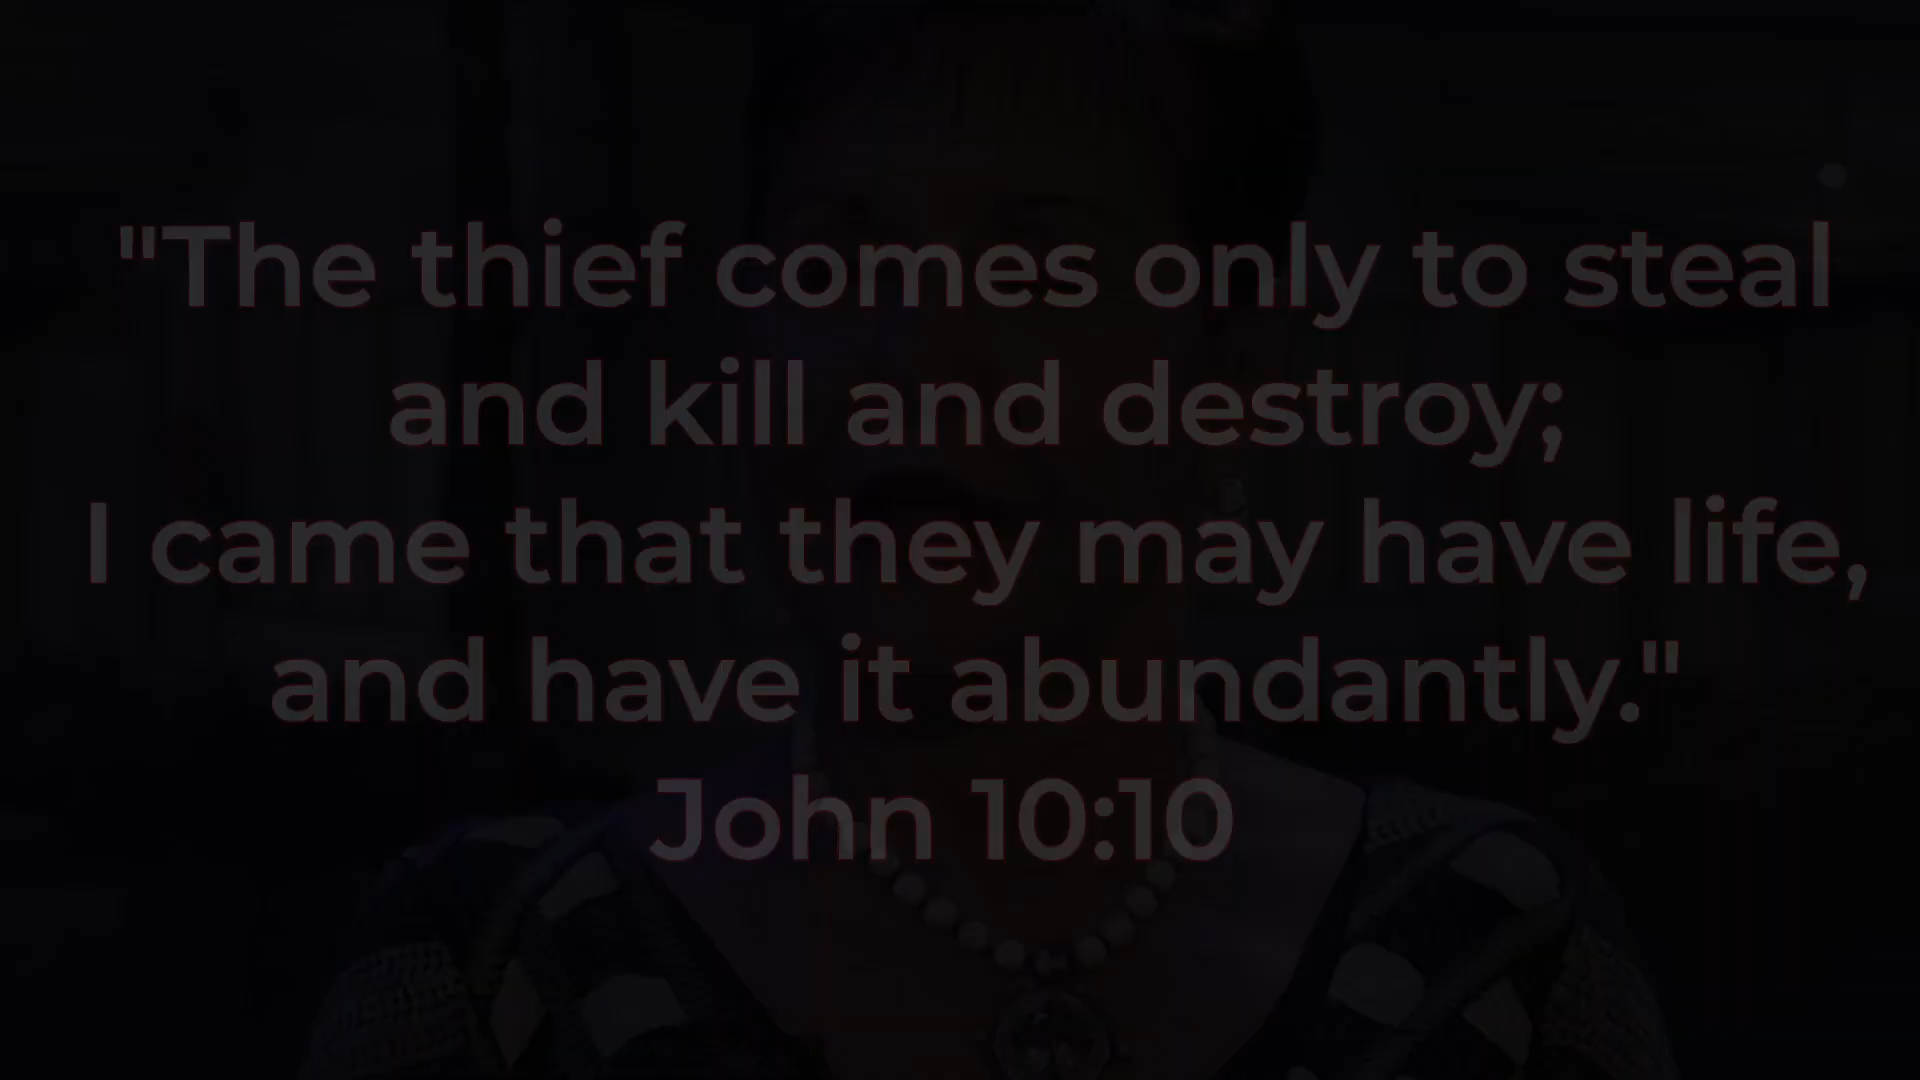 "The thief comes only to steal
and kill and destroy;
I came that they may have life,
and have it abundantly."
John 10:10